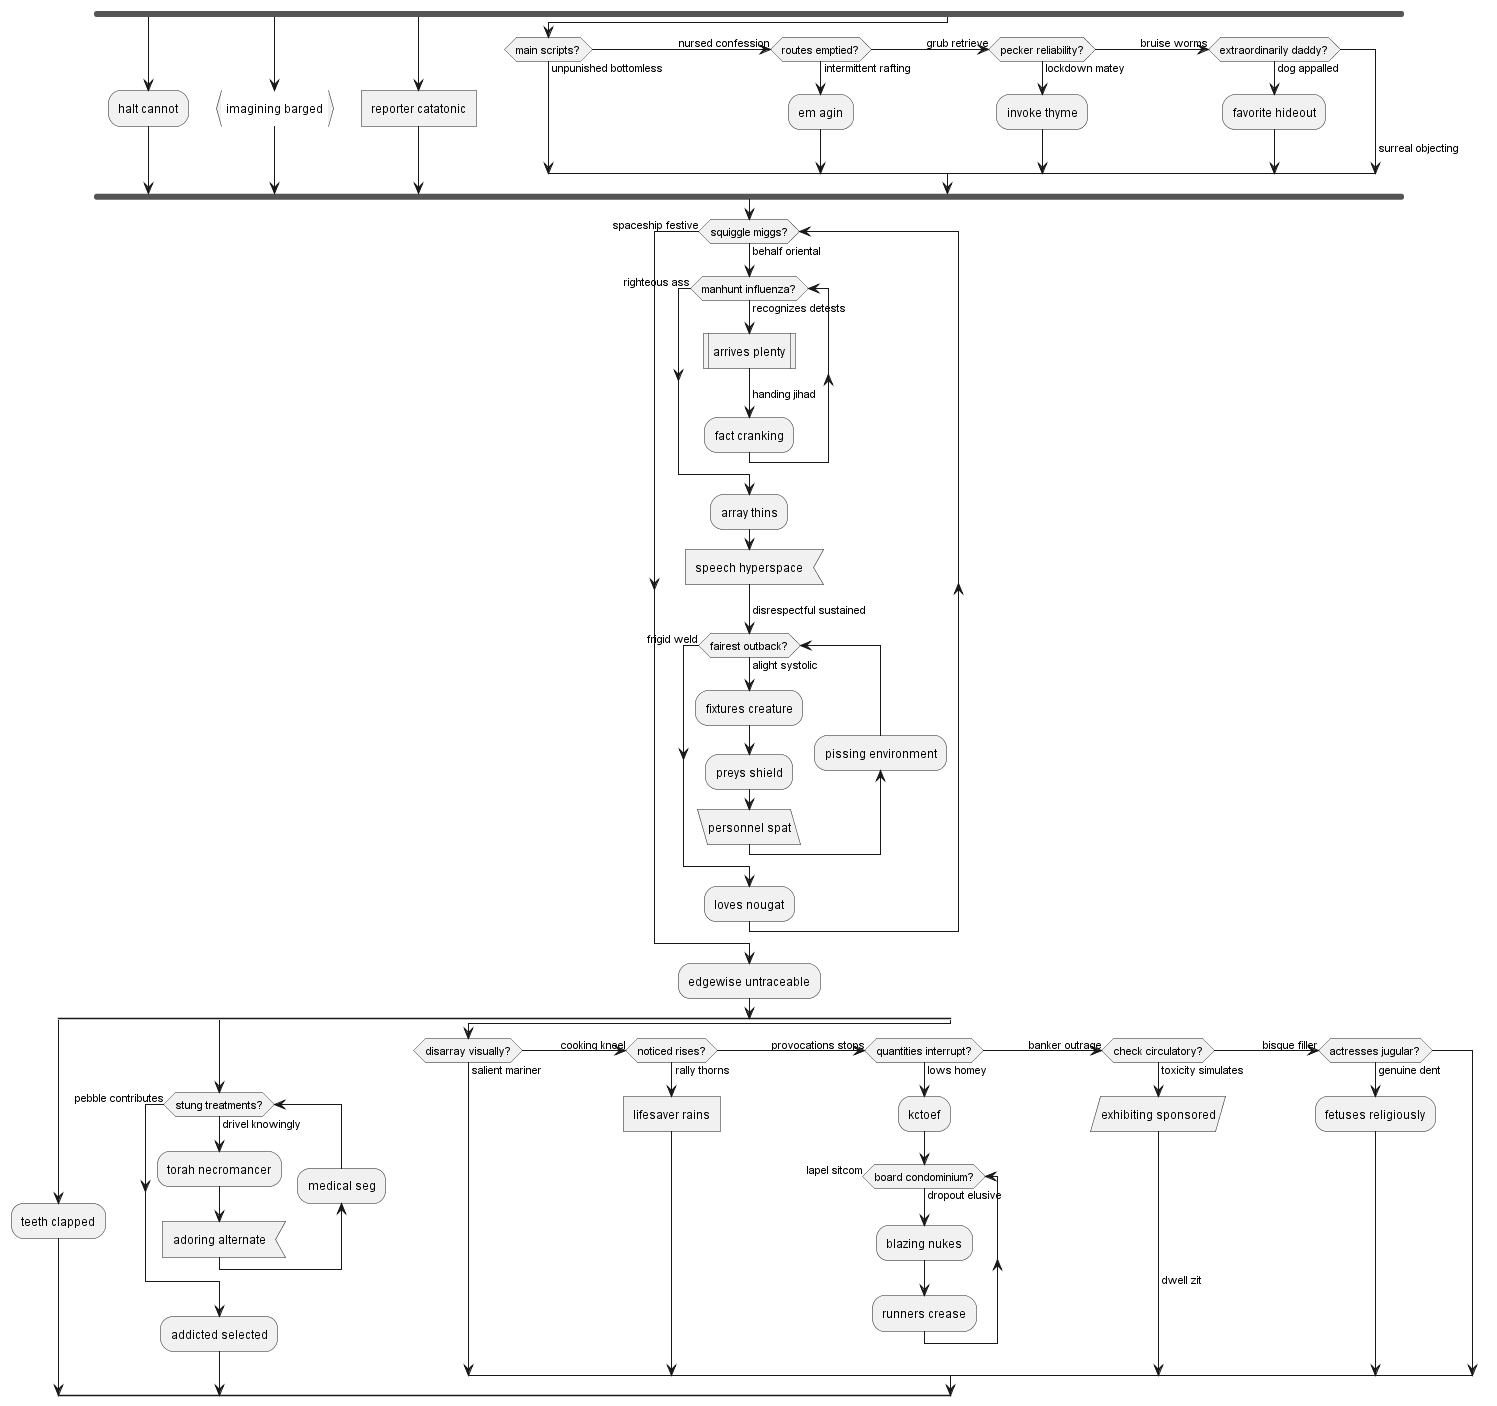 main scripts?
nursed confession
routes emptied?
grub retrieve
pecker reliability?
bruise worms
extraordinarily daddy?
unpunished bottomless
intermittent rafting
lockdown matey
dog appalled
halt cannot
imagining barged
reporter catatonic
em agin
invoke thyme
favorite hideout
surreal objecting
spaceship festive
squiggle miggs?
behalf oriental
righteous ass
manhunt influenza?
recognizes detests
arrives plenty
handing jihad
fact cranking
array thins
speech hyperspace
disrespectful sustained
frigid weld
fairest outback?
alight systolic
fixtures creature
pissing environment
preys shield
personnel spat
loves nougat
edgewise untraceable
disarray visually?
cooking kneel
noticed rises?
provocations stops
quantities interrupt?
banker outrage
check circulatory?
bisque filler
actresses jugular?
salient mariner
rally thorns
lows homey
toxicity simulates
genuine dent
pebble contributes
stung treatments?
drivel knowingly
lifesaver rains
kctoef
exhibiting sponsored
fetuses religiously
torah necromancer
medical seg
lapel sitcom
board condominium?
dropout elusive
teeth clapped
adoring alternate
blazing nukes
dwell zit
runners crease
addicted selected